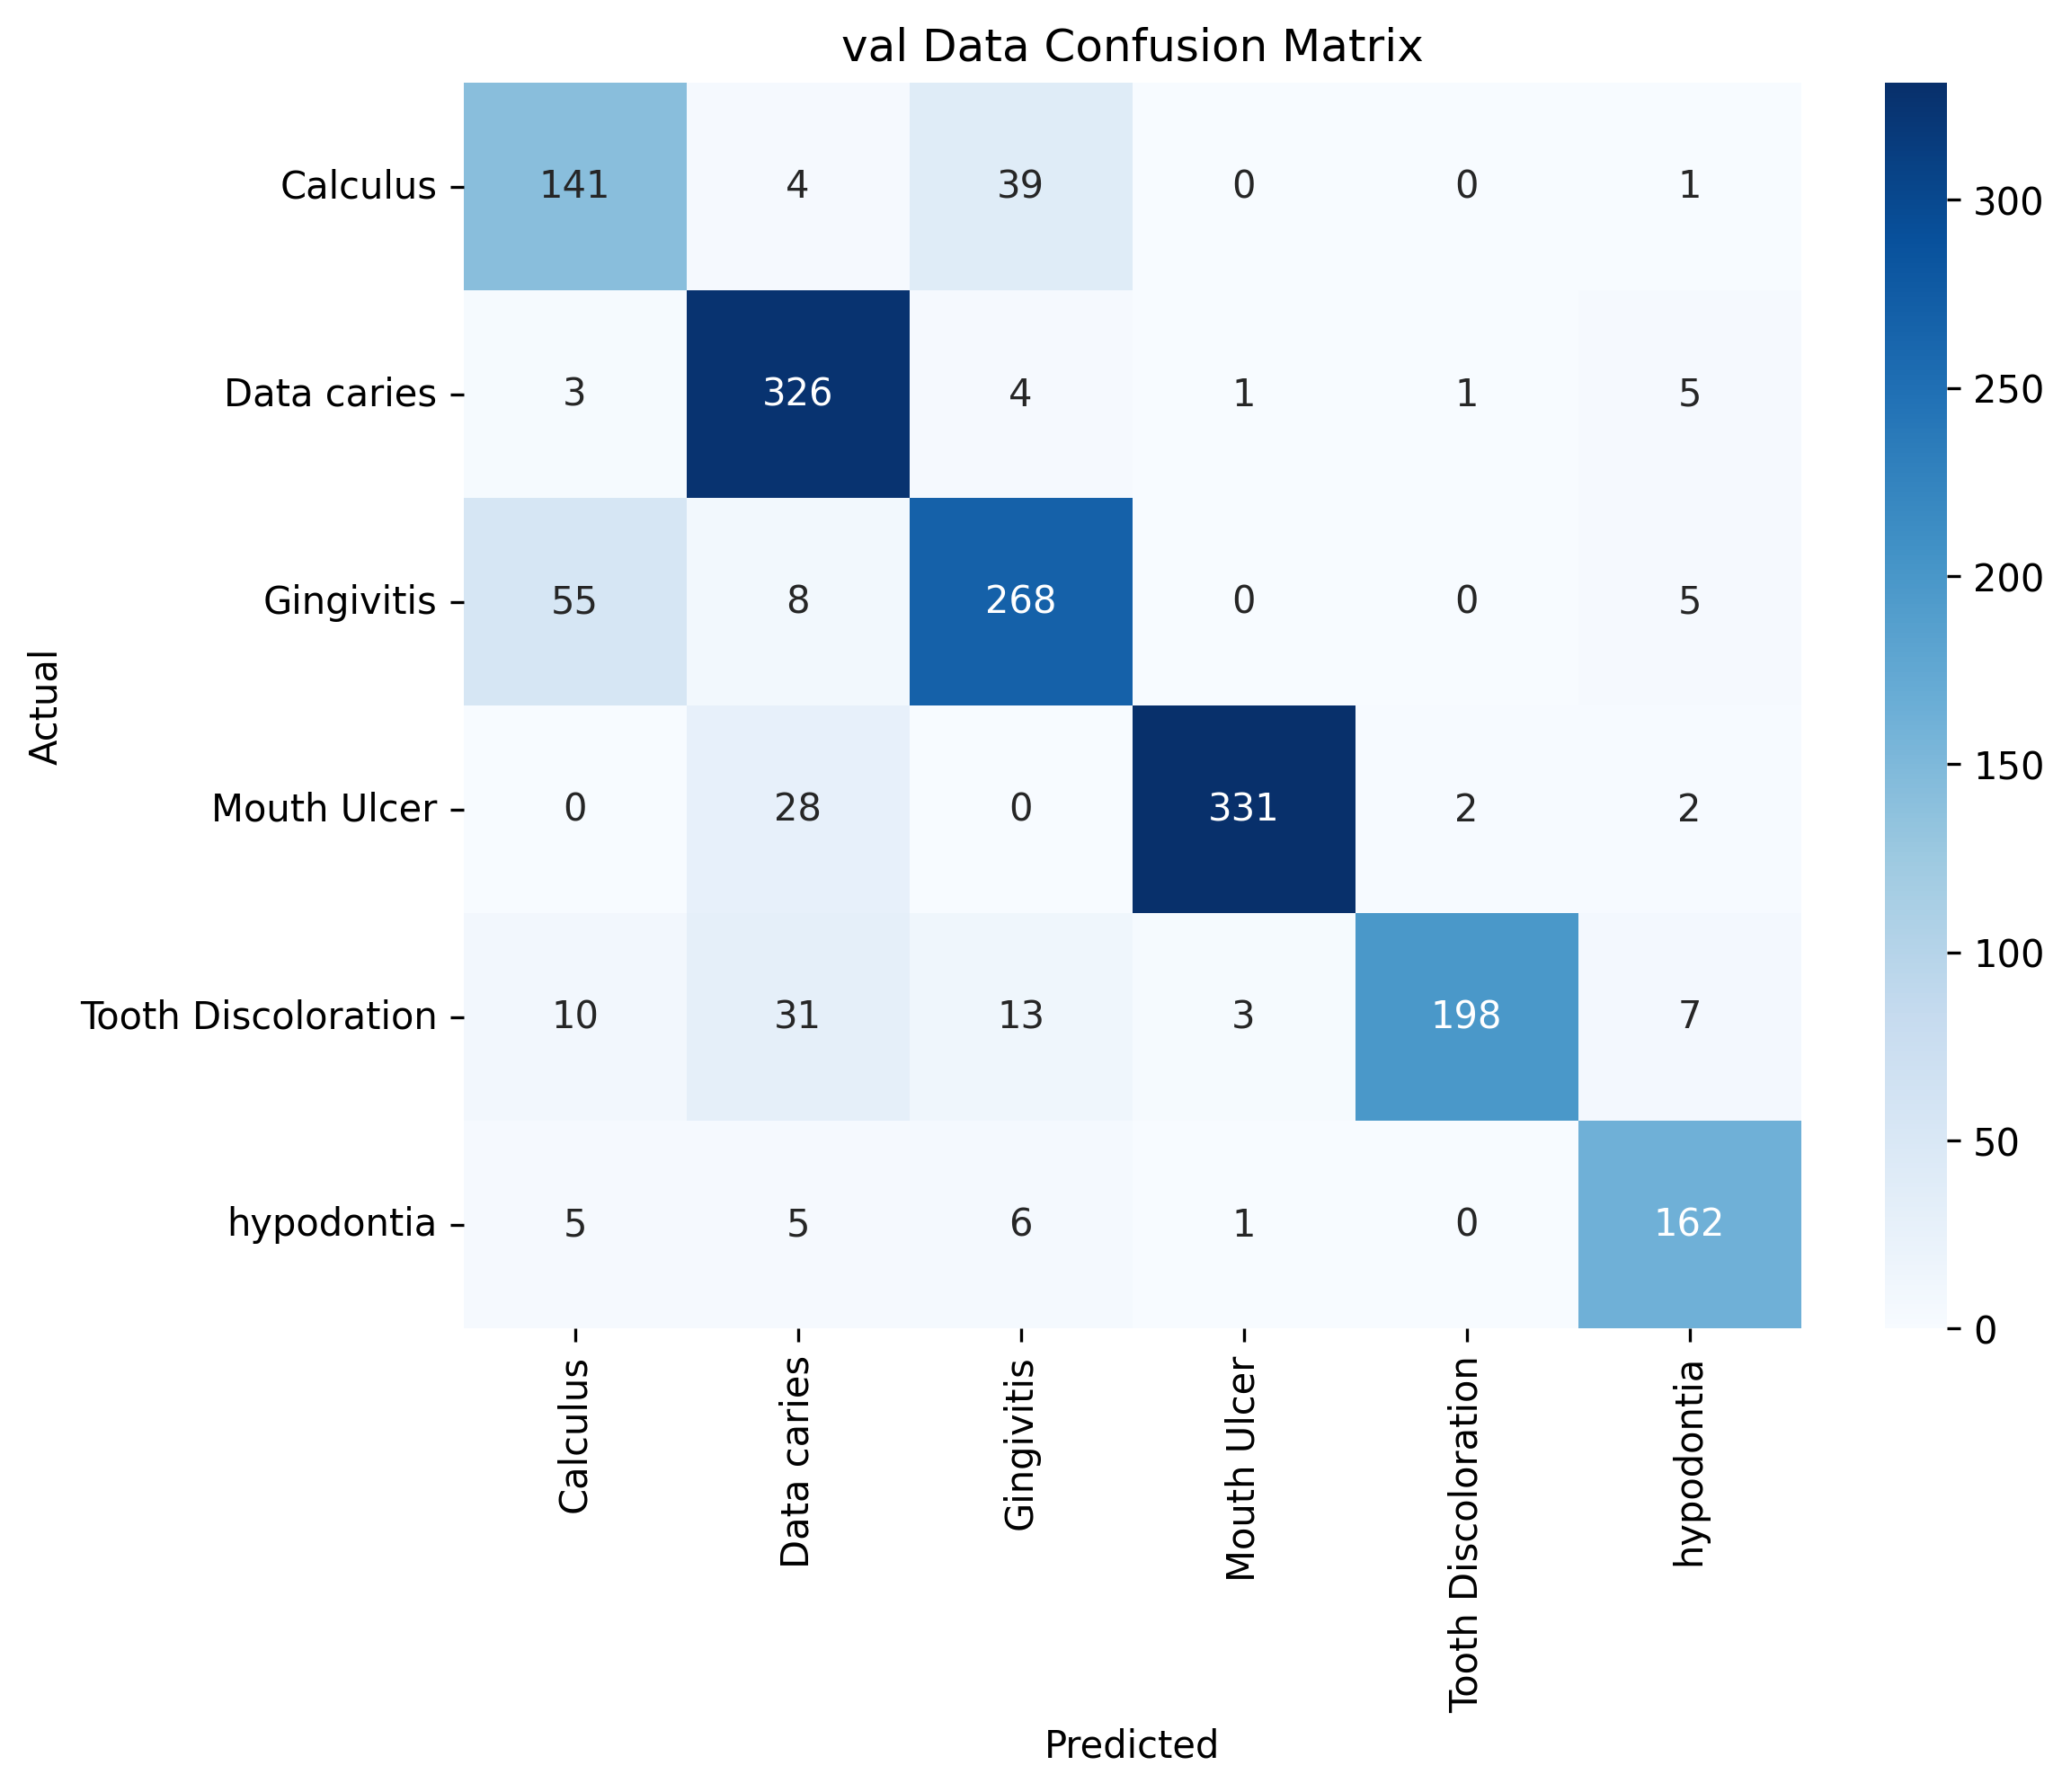 val Data Confusion Matrix
Calculus 141 4 39 0 0 1
Data caries 3 326 4 1 1 5
Gingivitis 55 8 268 0 0 5
Mouth Ulcer 0 28 0 331 2 2
Tooth Discoloration 10 31 13 3 198 7
hypodontia 5 5 6 1 0 162
Actual
Calculus
Data caries
Gingivitis
Mouth Ulcer
Tooth Discoloration
hypodontia
Predicted
300
250
200
150
100
50
0